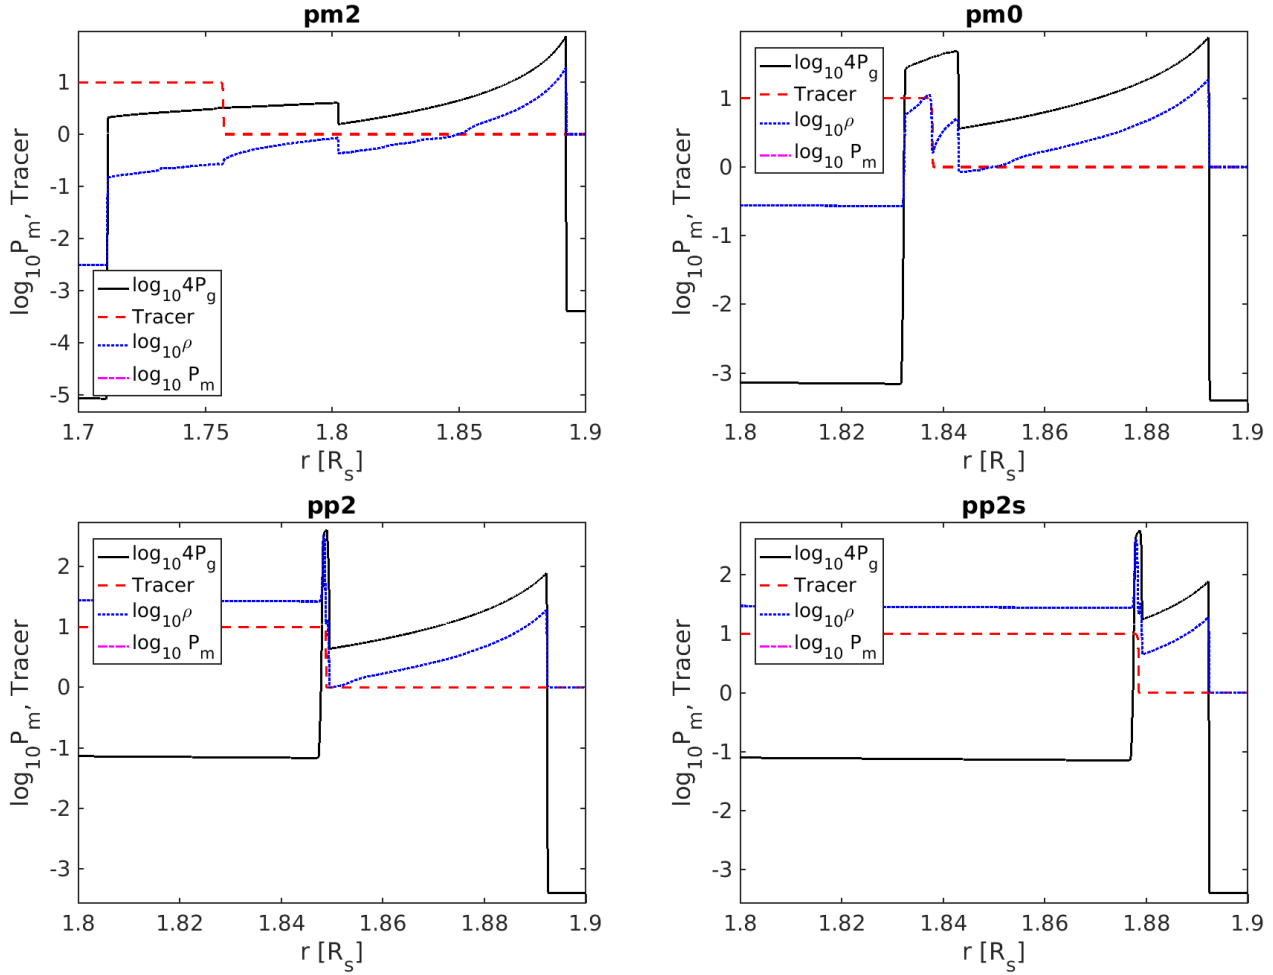 pm2
log₁₀Pₘ, Tracer
1
0
-1
-2
-3
-4
-5
log₁₀4P_g
Tracer
log₁₀ρ
log₁₀ Pₘ
1.7
1.75
1.8
1.85
1.9
r [Rₛ]
pm0
log₁₀Pₘ, Tracer
1
0
-1
-2
-3
log₁₀4P_g
Tracer
log₁₀ρ
log₁₀ Pₘ
1.8
1.82
1.84
1.86
1.88
1.9
r [Rₛ]
pp2
log₁₀Pₘ, Tracer
2
1
0
-1
-2
-3
log₁₀4P_g
Tracer
log₁₀ρ
log₁₀ Pₘ
1.8
1.82
1.84
1.86
1.88
1.9
r [Rₛ]
pp2s
log₁₀Pₘ, Tracer
2
1
0
-1
-2
-3
log₁₀4P_g
Tracer
log₁₀ρ
log₁₀ Pₘ
1.8
1.82
1.84
1.86
1.88
1.9
r [Rₛ]